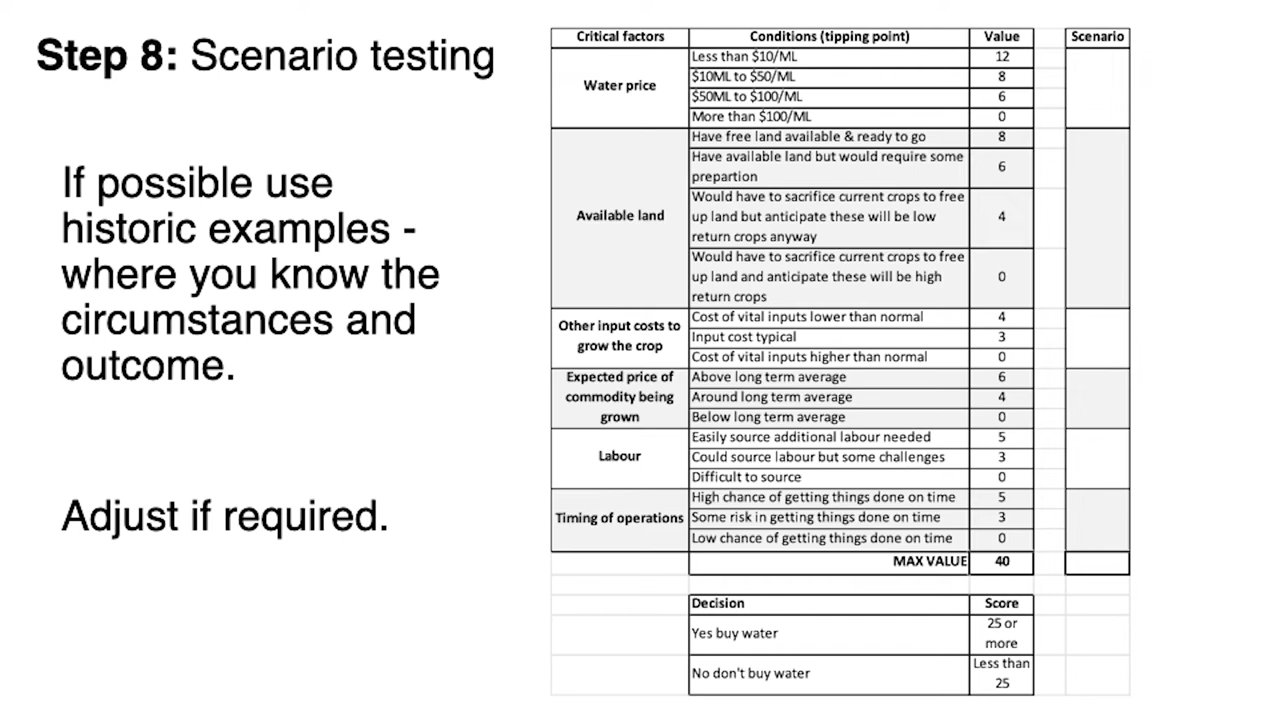 Step 8: Scenario testing
If possible use
historic examples -
where you know the
circumstances and
outcome.
Adjust if required.
Critical factors Conditions (tipping point) Value Scenario
Water price
Less than $10/ML 12
$10ML to $50/ML 8
$50ML to $100/ML 6
More than $100/ML 0
Available land
Have free land available & ready to go 8
Have available land but would require some
prepartion 6
Would have to sacrifice current crops to free
up land but anticipate these will be low 4
return crops anyway
Would have to sacrifice current crops to free
up land and anticipate these will be high 0
return crops
Other input costs to
grow the crop
Cost of vital inputs lower than normal 4
Input cost typical 3
Cost of vital inputs higher than normal 0
Expected price of
commodity being
grown
Above long term average 6
Around long term average 4
Below long term average 0
Labour
Easily source additional labour needed 5
Could source labour but some challenges 3
Difficult to source 0
Timing of operations
High chance of getting things done on time 5
Some risk in getting things done on time 3
Low chance of getting things done on time 0
MAX VALUE 40
Decision Score
Yes buy water 25 or
more
No don't buy water Less than
25